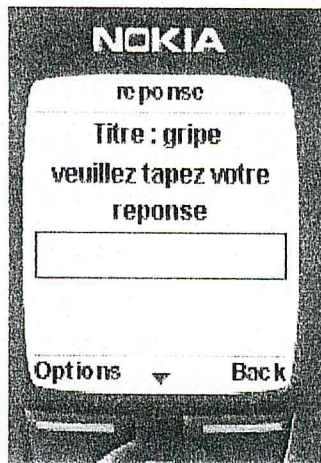 NOKIA
reponse
Titre : gripe
veuillez tapez votre
reponse
Options Back